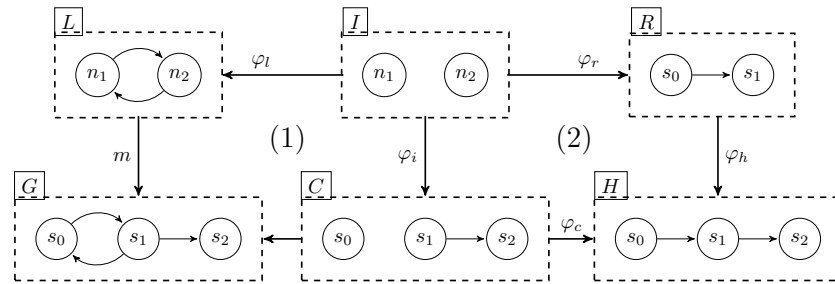 L I R
n₁ n₂ φₗ n₁ n₂ φᵣ s₀ s₁
m (1) φᵢ (2) φₕ
G C H
s₀ s₁ s₂ s₀ s₁ s₂ φ_c s₀ s₁ s₂